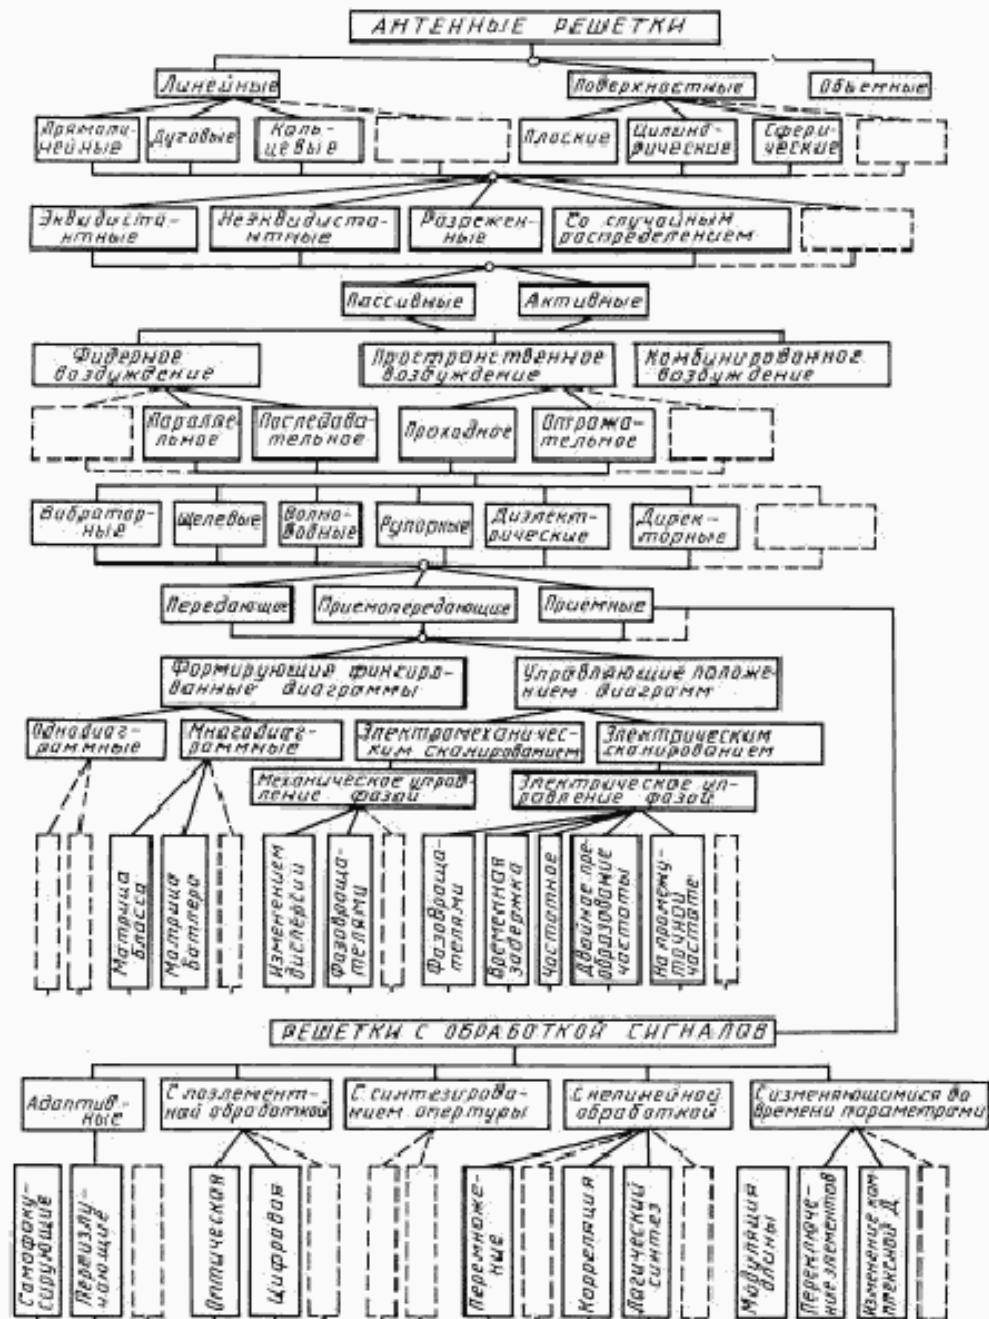 АНТЕННЫЕ РЕШЕТКИ
Линейные
Поверхностные
Объемные
Прямоли-
нейные
Дуговые
Коль-
цевые
Плоские
Цилинд-
рические
Сфери-
ческие
Эквидиста-
нтные
Неэквидиста-
нтные
Разрежен-
ные
Со случайным
распределением
Пассивные
Активные
Фидерное
возбуждение
Пространственное
возбуждение
Комбинированное
возбуждение
Паралле-
льное
Последова-
тельное
Проходное
Отража-
тельное
Вибратор-
ные
Щелевые
Волно-
водные
Рупорные
Диэлект-
рические
Дирек-
торные
Передающие
Приемопередающие
Приемные
Формирующие фиксиро-
ванные диаграммы
Управляющие положе-
нием диаграмм
Однодиаг-
раммные
Многодиаг-
раммные
Электромеханичес-
ким сканированием
Электрическим
сканированием
Механическое управ-
ление фазой
Электрическое уп-
равление фазой
Матрица
Бласса
Матрица
Батлера
Изменением
дисперсии
Фазовраща-
телями
Фазовраща-
телями
Временная
задержка
Частотное
Двойное пре-
образование
частоты
На промежу-
точной
частоте
РЕШЕТКИ С ОБРАБОТКОЙ СИГНАЛОВ
Адаптив-
ные
С поэлемент-
ной обработкой
С синтезирова-
нием апертуры
С нелинейной
обработкой
С изменяющимися во
времени параметрами
Самофоку-
сирующие
Переизлу-
чающие
Оптическая
Цифровая
Перемноже-
ные
Корреляция
Логический
синтез
Модуляция
длины
Переключе-
ние элементов
Изменение ком-
плексной Д